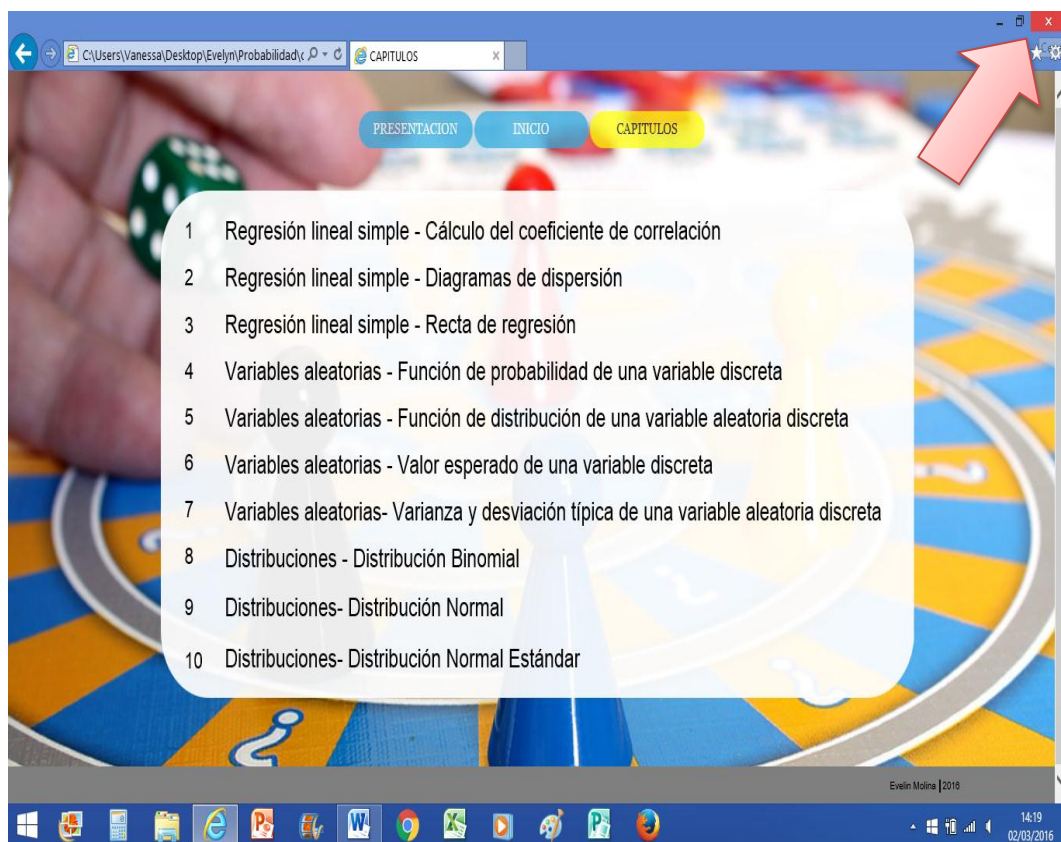 C:\Users\Vanessa\Desktop\Evelyn\Probabilidad\c
CAPITULOS
PRESENTACION
INICIO
CAPITULOS
1 Regresión lineal simple - Cálculo del coeficiente de correlación
2 Regresión lineal simple - Diagramas de dispersión
3 Regresión lineal simple - Recta de regresión
4 Variables aleatorias - Función de probabilidad de una variable discreta
5 Variables aleatorias - Función de distribución de una variable aleatoria discreta
6 Variables aleatorias - Valor esperado de una variable discreta
7 Variables aleatorias- Varianza y desviación típica de una variable aleatoria discreta
8 Distribuciones - Distribución Binomial
9 Distribuciones- Distribución Normal
10 Distribuciones- Distribución Normal Estándar
Evelin Molina | 2016
14:19
02/03/2016